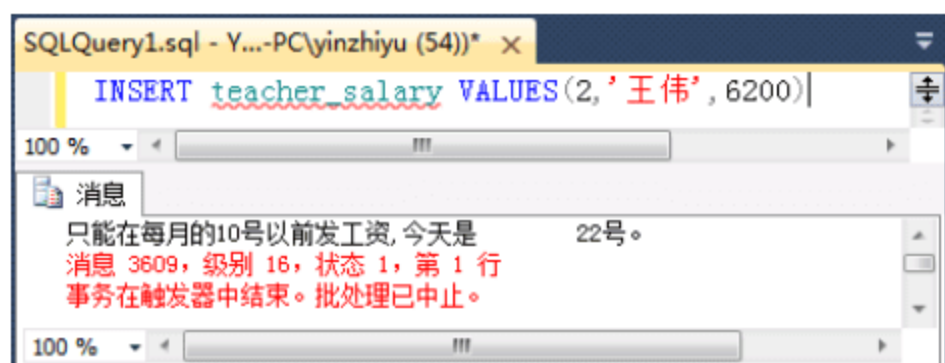 SQLQuery1.sql - Y...-PC\yinzhiyu (54))*
INSERT teacher_salary VALUES(2,'王伟',6200)
100 %
消息
只能在每月的10号以前发工资,今天是 22号。
消息 3609，级别 16，状态 1，第 1 行
事务在触发器中结束。批处理已中止。
100 %